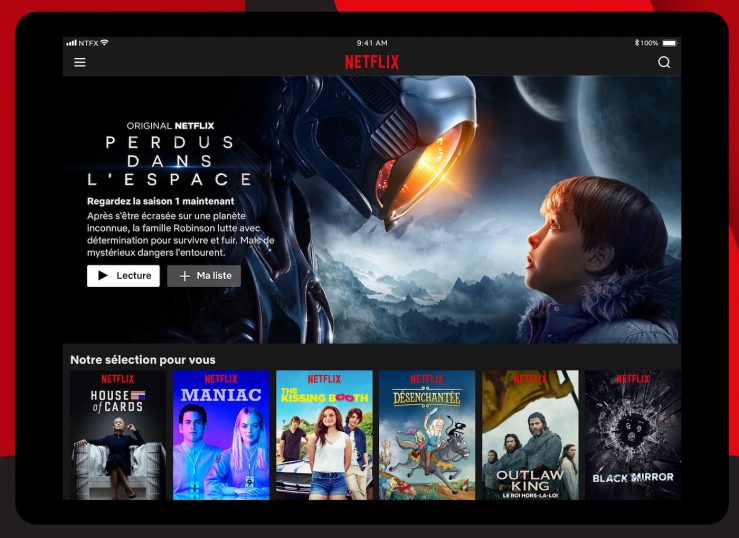 NTFX
9:41 AM
100%
NETFLIX
ORIGINAL NETFLIX
PERDUS
DANS
L'ESPACE
Regardez la saison 1 maintenant
Après s'être écrasée sur une planète
inconnue, la famille Robinson lutte avec
détermination pour survivre et fuir. Mais de
mystérieux dangers l'entourent.
Lecture
Ma liste
Notre sélection pour vous
NETFLIX
HOUSE
of CARDS
NETFLIX
MANIAC
NETFLIX
THE
KISSING BOOTH
NETFLIX
DÉSENCHANTÉE
NETFLIX
OUTLAW
KING
LE ROI HORS-LA-LOI
NETFLIX
BLACK MIRROR